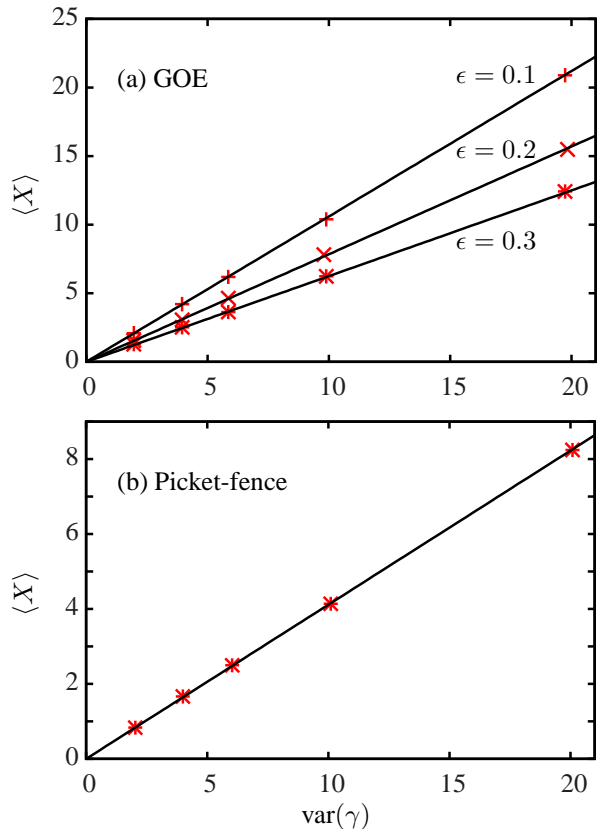 25
20
15
10
5
0
⟨X⟩
(a) GOE
ϵ = 0.1
ϵ = 0.2
ϵ = 0.3
0 5 10 15 20
8
6
4
2
0
⟨X⟩
(b) Picket-fence
0 5 10 15 20
var(γ)